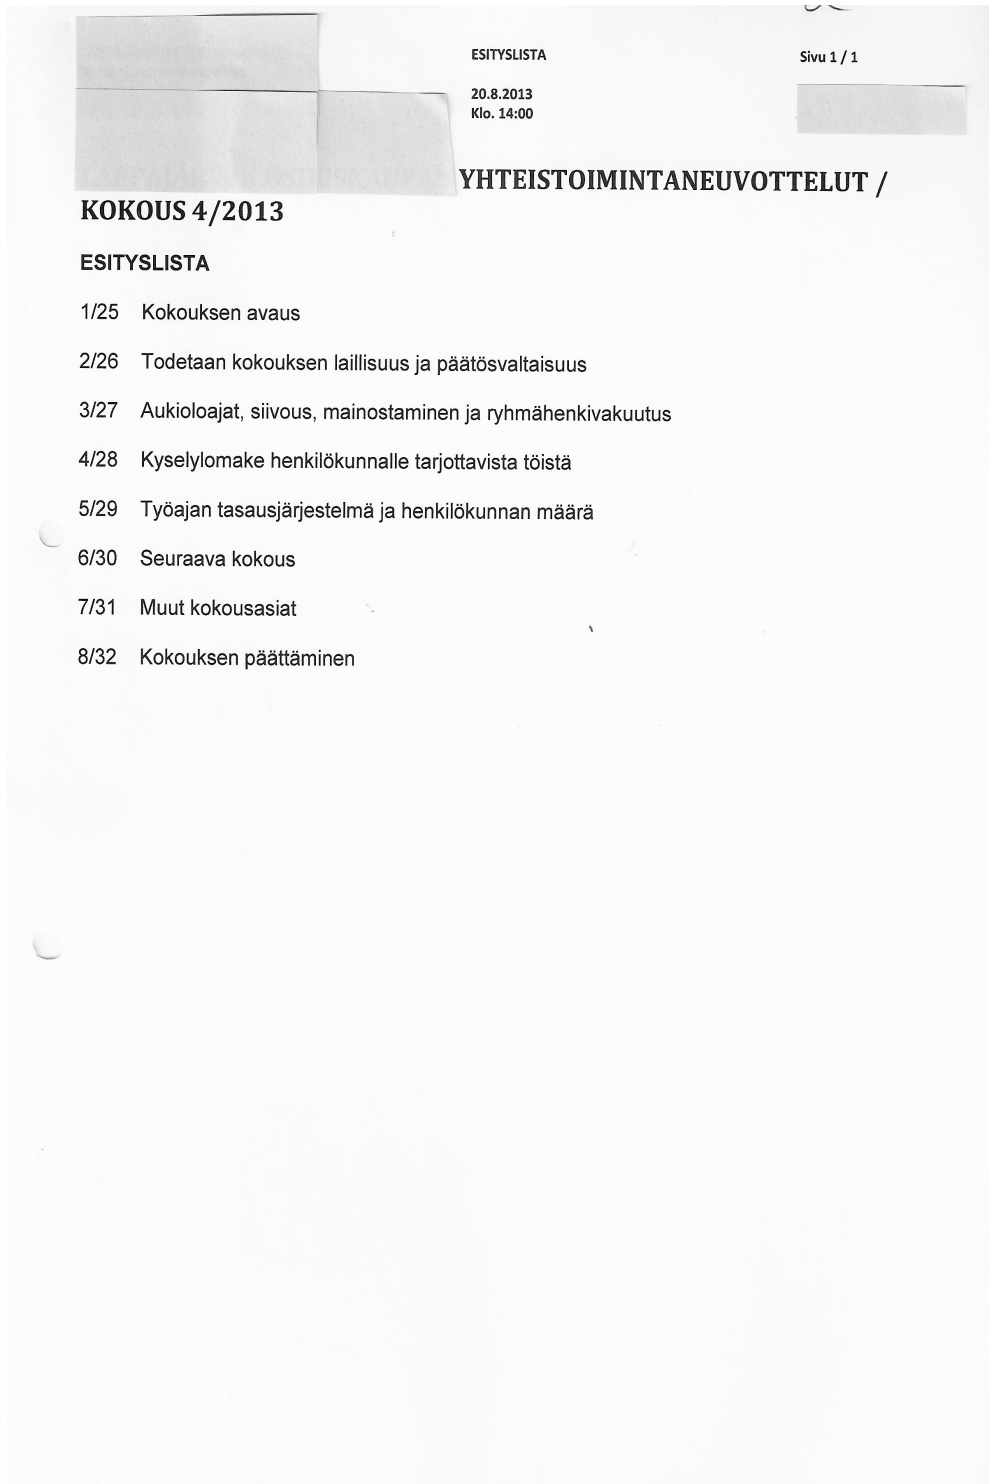 ESITYSLISTA
Sivu 1 / 1
20.8.2013
Klo. 14:00
YHTEISTOIMINTANEUVOTTELUT /
KOKOUS 4/2013
ESITYSLISTA
1/25 Kokouksen avaus
2/26 Todetaan kokouksen laillisuus ja päätösvaltaisuus
3/27 Aukioloajat, siivous, mainostaminen ja ryhmähenkivakuutus
4/28 Kyselylomake henkilökunnalle tarjottavista töistä
5/29 Työajan tasausjärjestelmä ja henkilökunnan määrä
6/30 Seuraava kokous
7/31 Muut kokousasiat
8/32 Kokouksen päättäminen